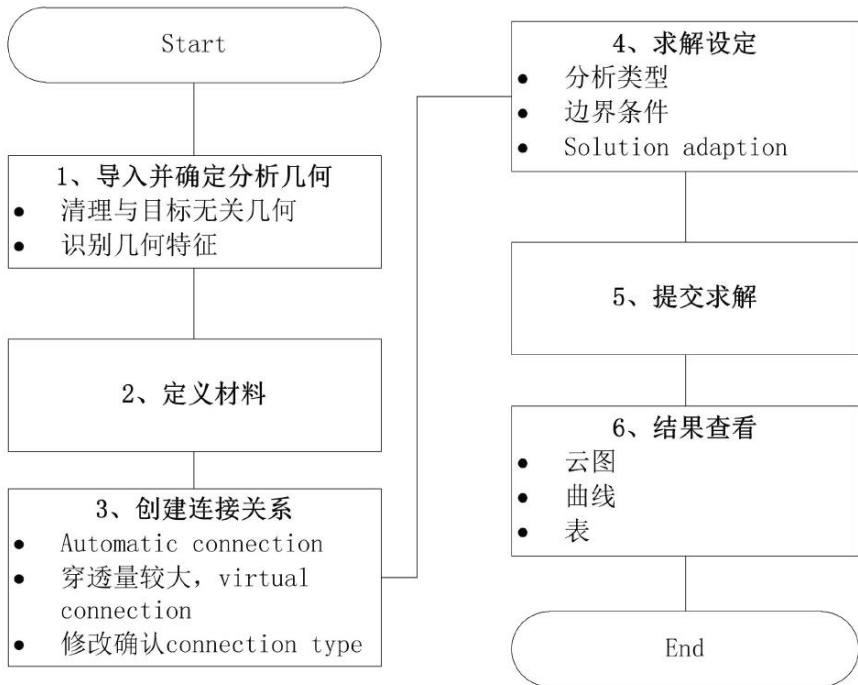 Start
1、导入并确定分析几何
● 清理与目标无关几何
● 识别几何特征
2、定义材料
3、创建连接关系
● Automatic connection
● 穿透量较大，virtual
connection
● 修改确认connection type
4、求解设定
● 分析类型
● 边界条件
● Solution adaption
5、提交求解
6、结果查看
● 云图
● 曲线
● 表
End